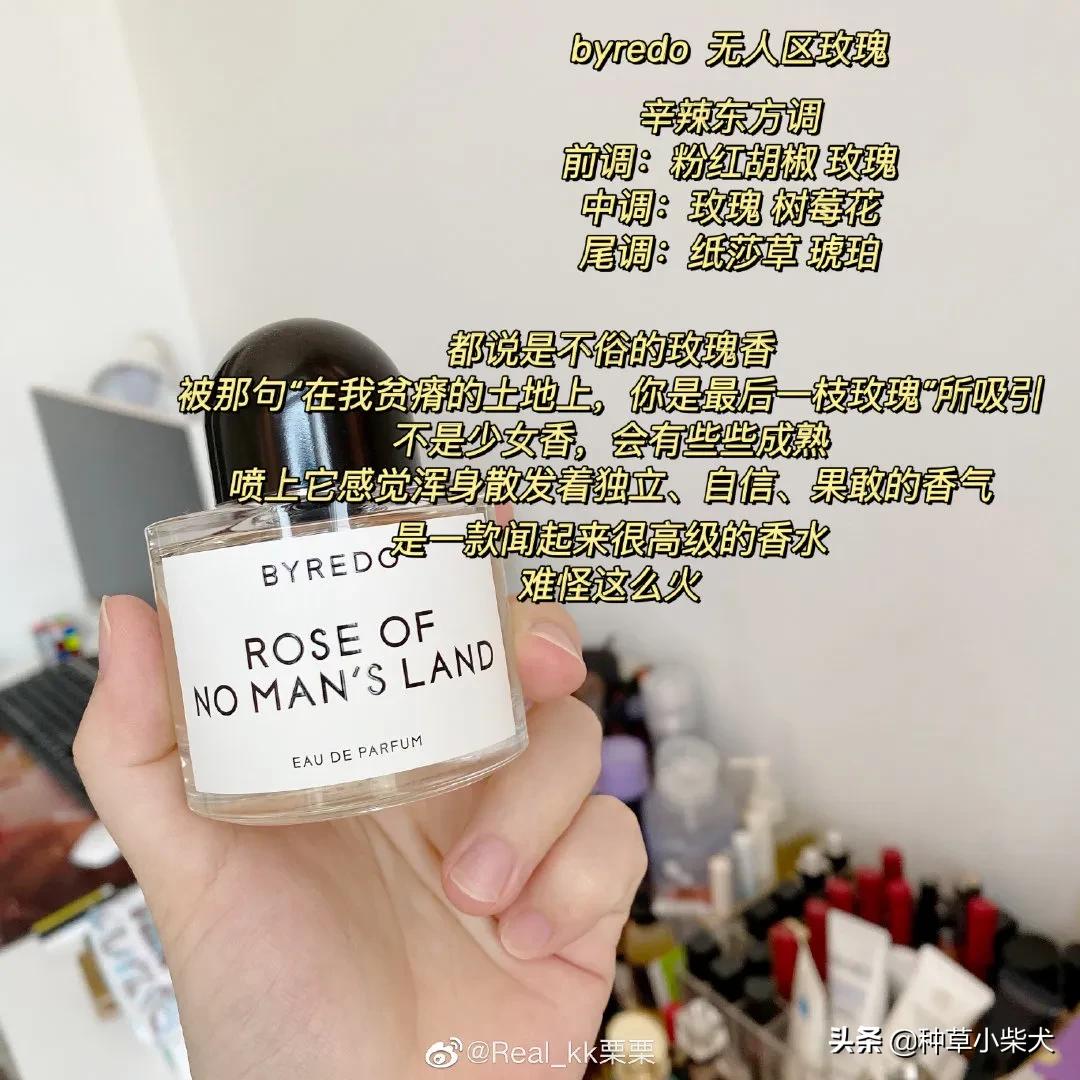 byredo 无人区玫瑰
辛辣东方调
前调：粉红胡椒 玫瑰
中调：玫瑰 树莓花
尾调：纸莎草 琥珀
都说是不俗的玫瑰香
被那句“在我贫瘠的土地上，你是最后一枝玫瑰“所吸引
不是少女香，会有些些成熟
喷上它感觉浑身散发着独立、自信、果敢的香气
是一款闻起来很高级的香水
难怪这么火
BYREDO
ROSE OF
NO MAN'S LAND
EAU DE PARFUM
@Real_kk栗栗
头条 @种草小柴犬